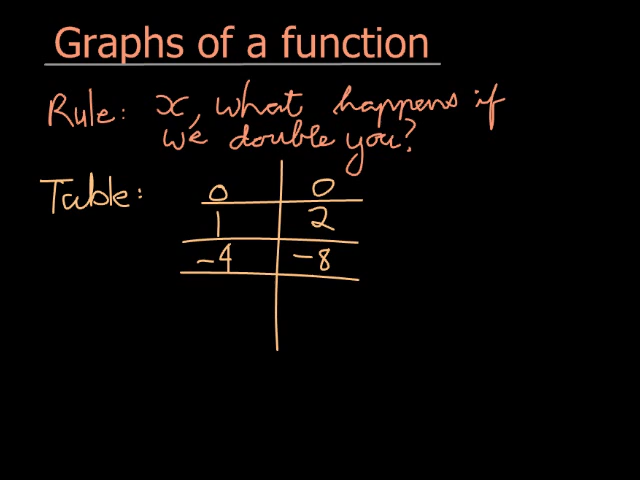 Graphs of a function
Rule: x, what happens if
we double you?
Table: 0 0
1 2
-4 -8